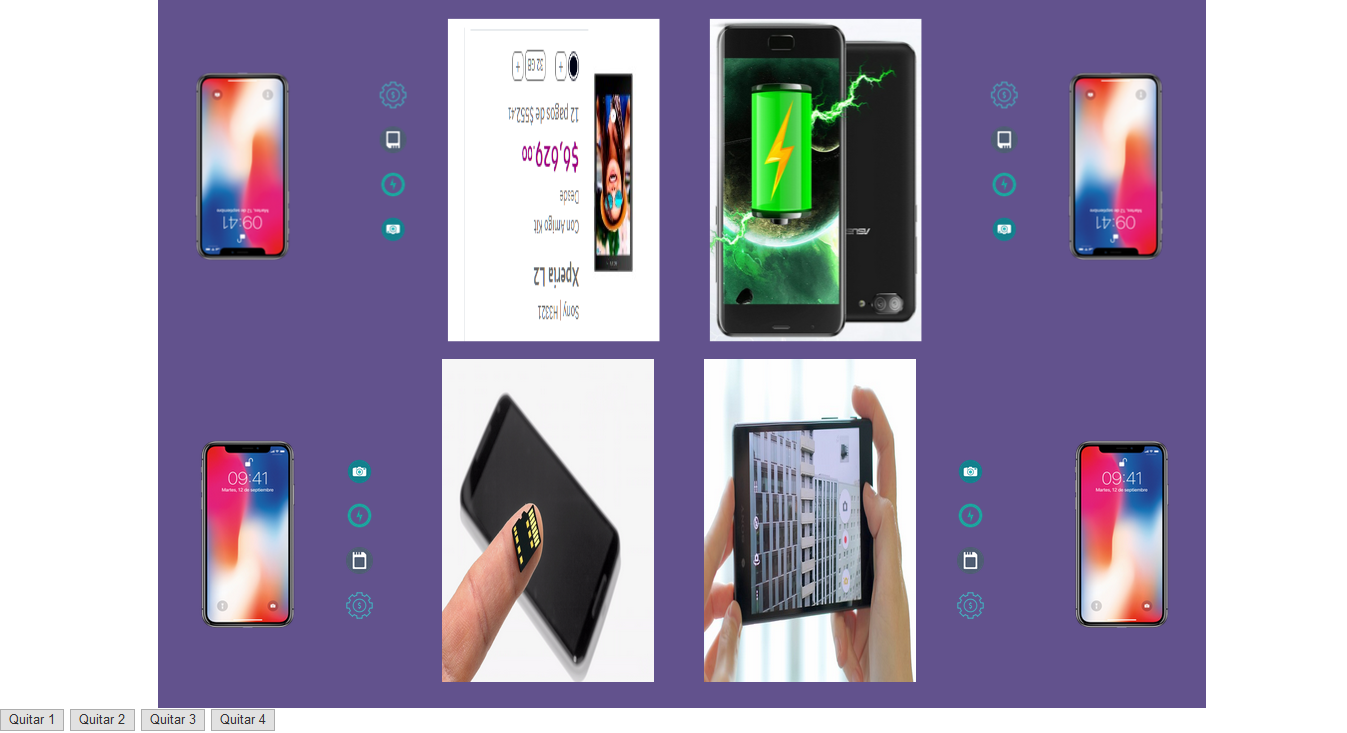 Sony | H3321
Xperia L2
Con Amigo Kit
Desde
$6,629.00
12 pagos de $552.41
+ 32 GB +
09:41
Martes, 12 de septiembre
09:41
Martes, 12 de septiembre
09:41
Martes, 12 de septiembre
09:41
Martes, 12 de septiembre
Quitar 1 Quitar 2 Quitar 3 Quitar 4